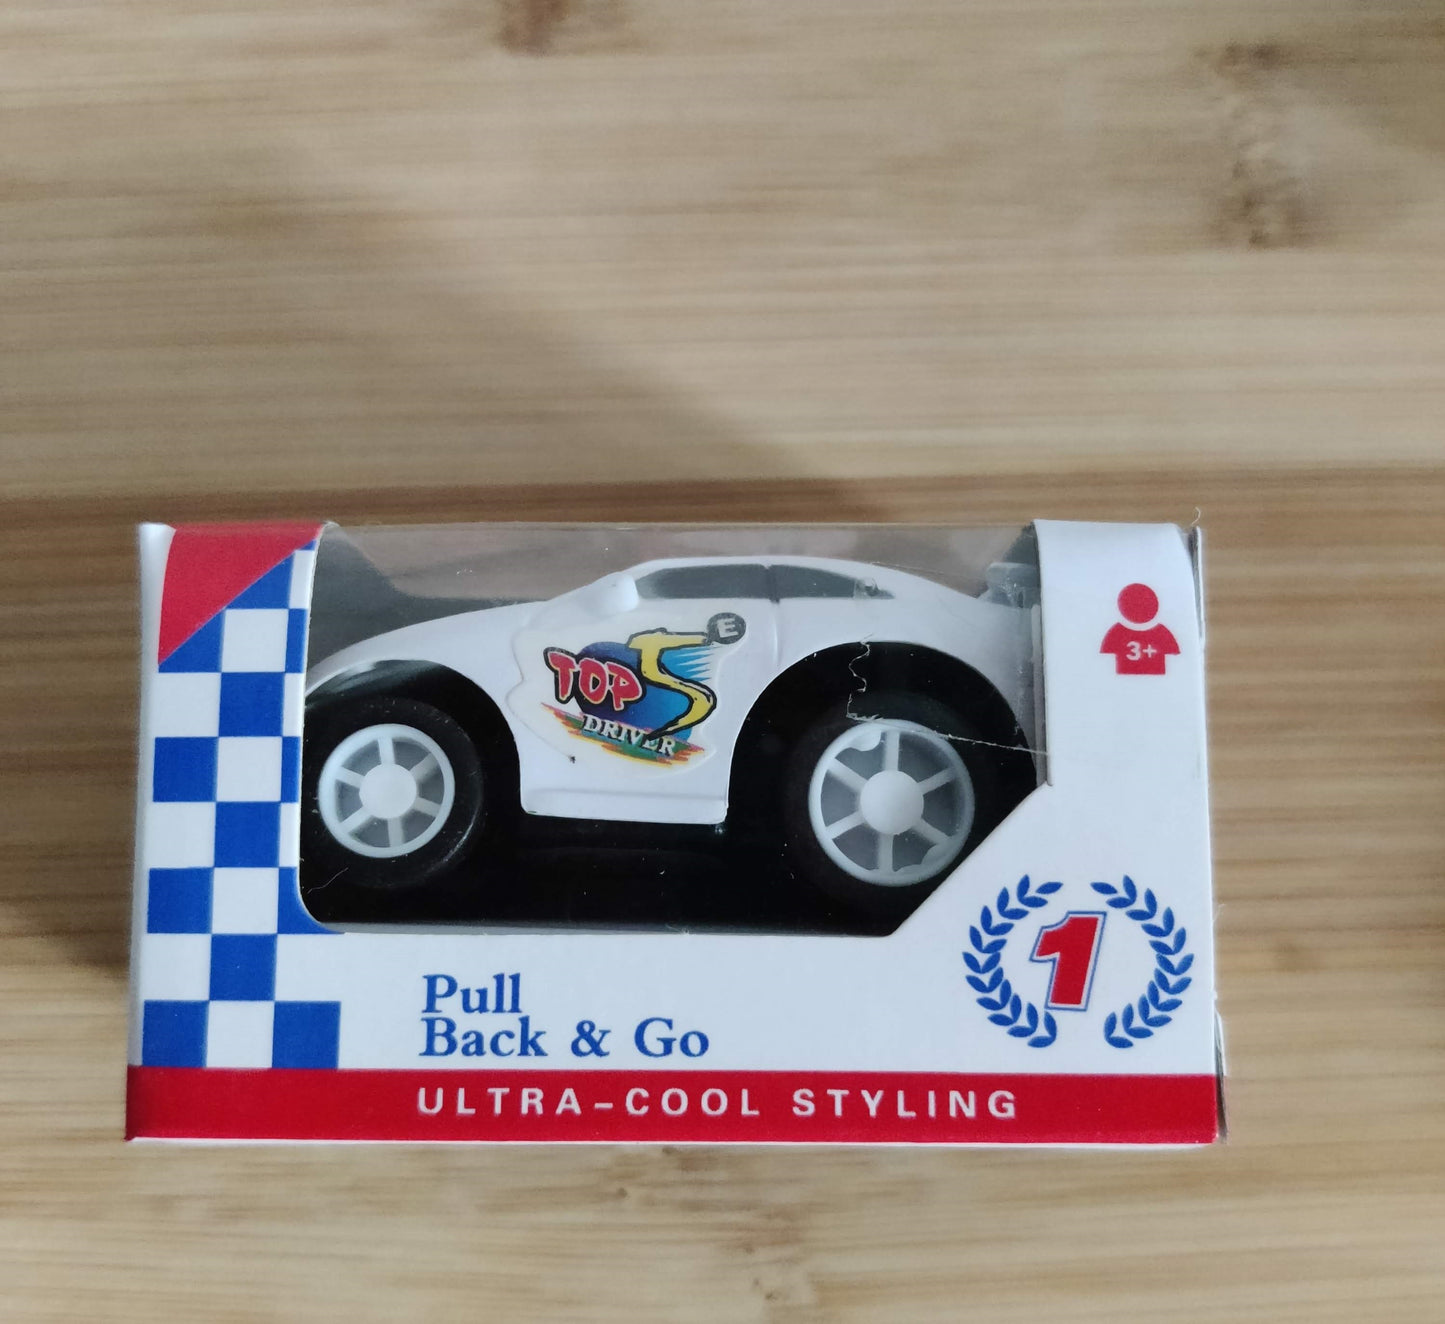 E
TOP 5
DRIVER
3+
1
Pull
Back & Go
ULTRA-COOL STYLING